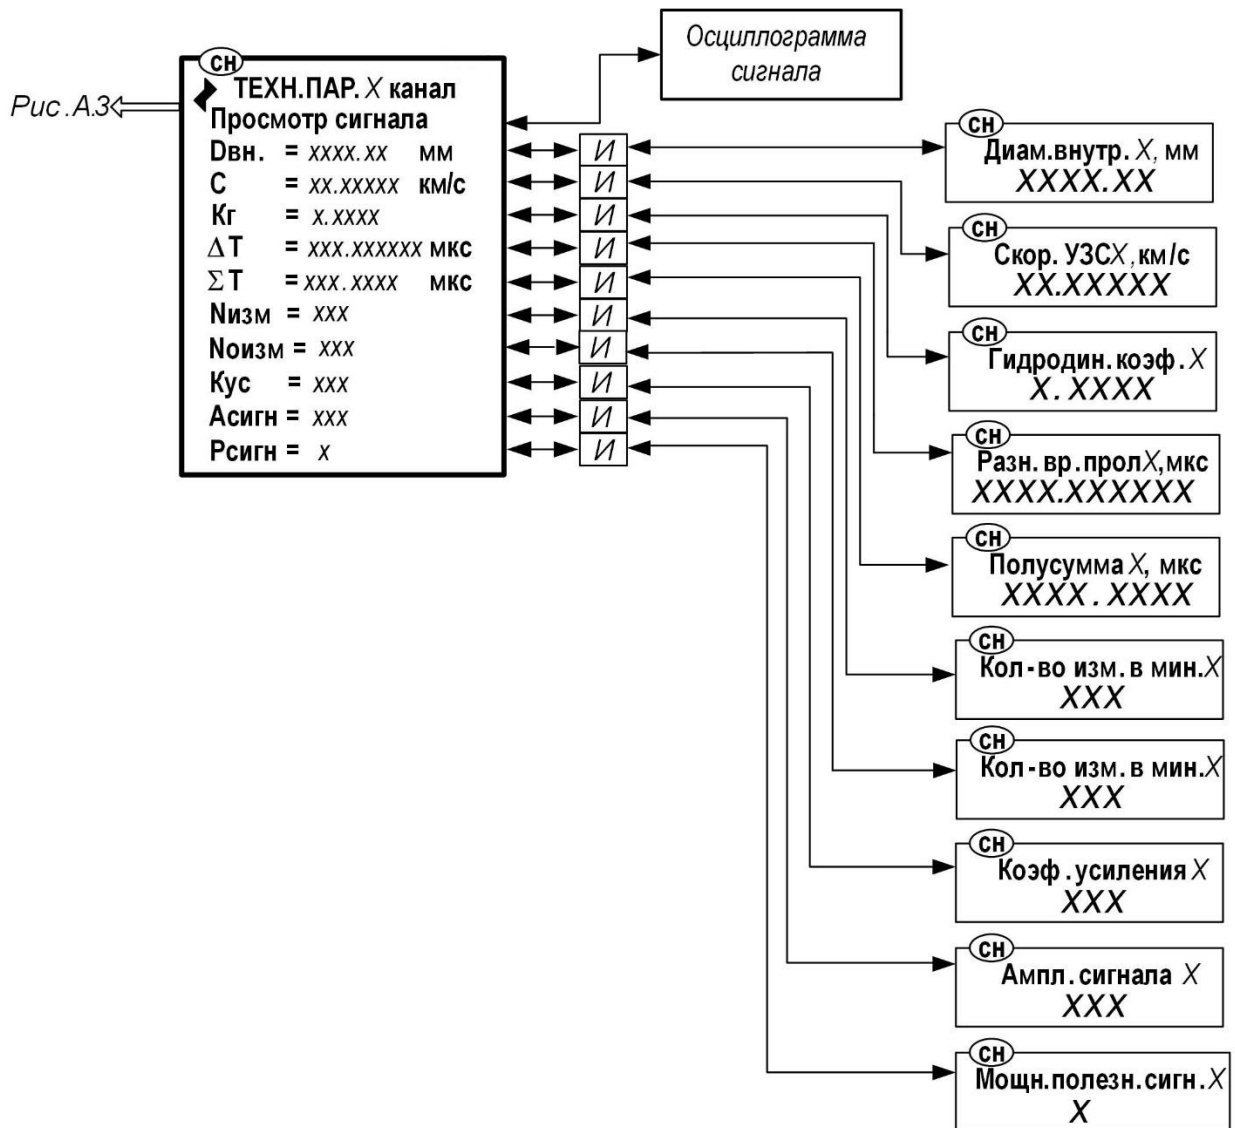 Осциллограмма
сигнала
Рис.А.3
СН
ТЕХН.ПАР. X канал
Просмотр сигнала
Dвн. = xxxx.xx мм
С = xx.xxxxx км/с
Кг = x.xxxx
ΔT = xxx.xxxxxx мкс
ΣT = xxx.xxxx мкс
Nизм = xxx
Nоизм = xxx
Кус = xxx
Асигн = xxx
Рсигн = x
И
И
И
И
И
И
И
И
И
И
СН
Диам.внутр. X, мм
XXXX.XX
СН
Скор. УЗСX, км/с
XX.XXXXX
СН
Гидродин.коэф. X
X.XXXX
СН
Разн.вр.пролX,мкс
XXXX.XXXXXX
СН
Полусумма X, мкс
XXXX.XXXX
СН
Кол-во изм.в мин.X
XXX
СН
Кол-во изм.в мин.X
XXX
СН
Коэф.усиления X
XXX
СН
Ампл.сигнала X
XXX
СН
Мощн.полезн.сигн.X
X